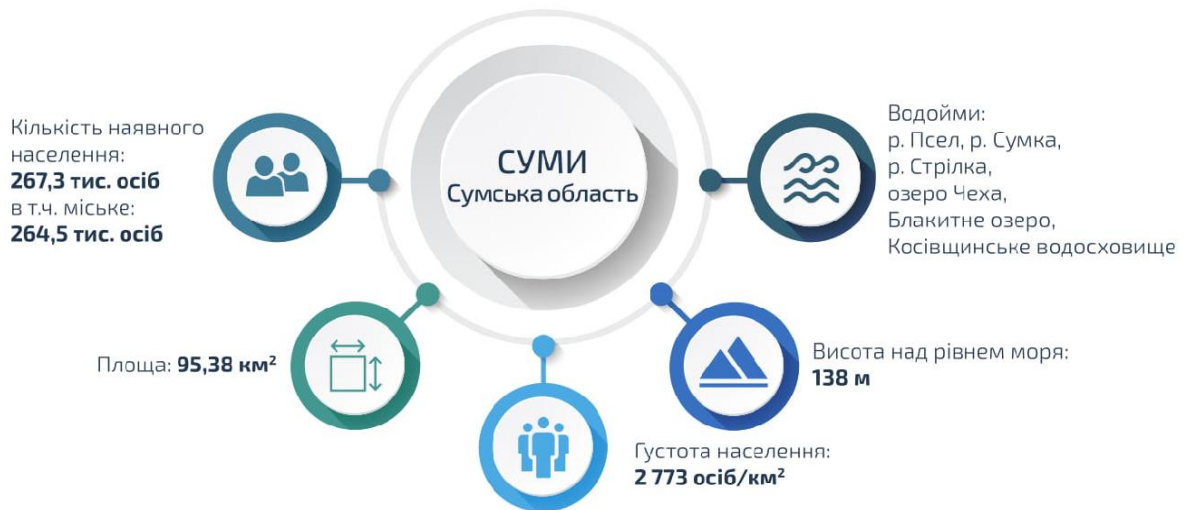 СУМИ
Сумська область
Кількість наявного
населення:
267,3 тис. осіб
в т.ч. міське:
264,5 тис. осіб
Площа: 95,38 км²
Густота населення:
2 773 осіб/км²
Висота над рівнем моря:
138 м
Водойми:
р. Псел, р. Сумка,
р. Стрілка,
озеро Чеха,
Блакитне озеро,
Косівщинське водосховище